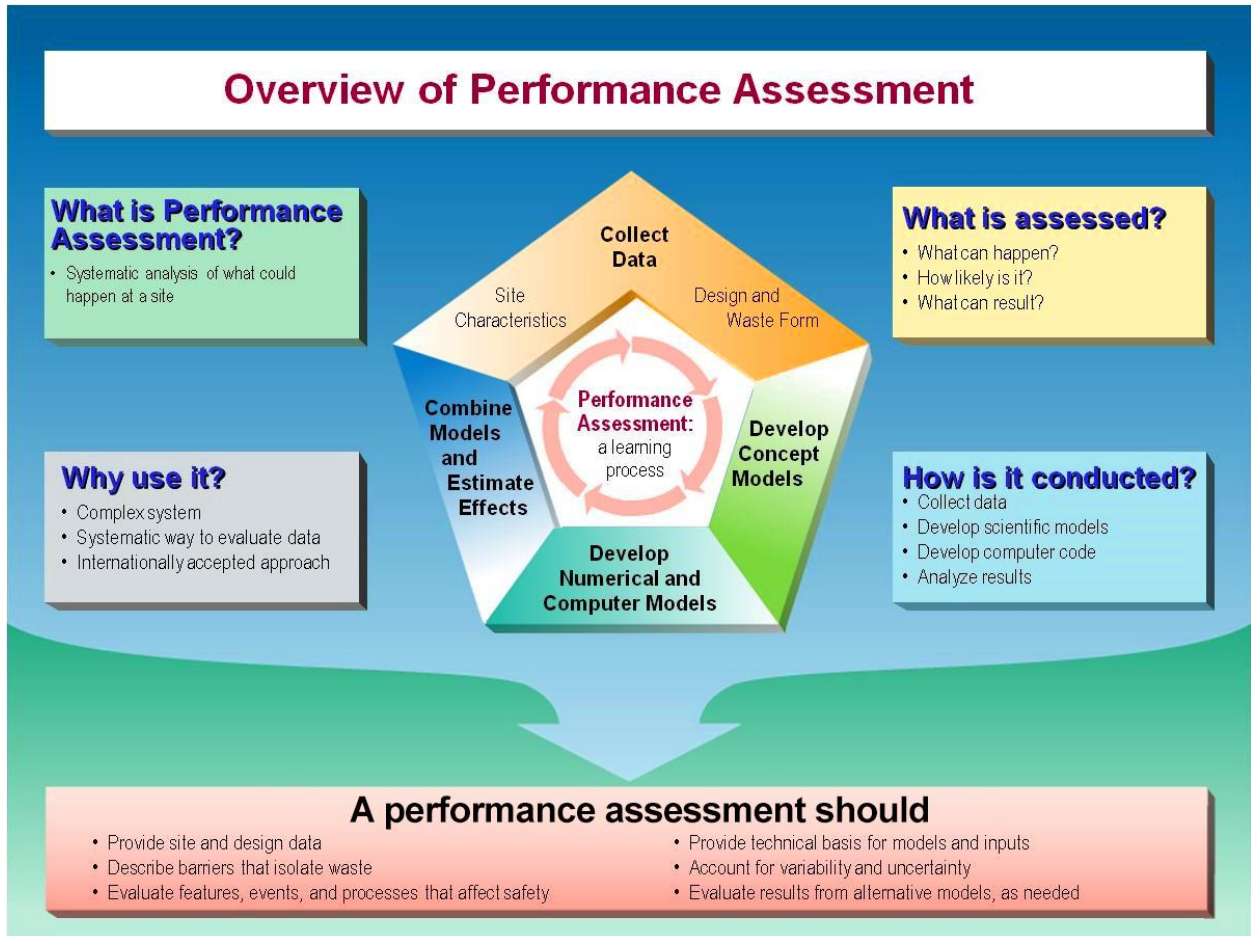 Overview of Performance Assessment
What is Performance
Assessment?
• Systematic analysis of what could
happen at a site
Why use it?
• Complex system
• Systematic way to evaluate data
• Internationally accepted approach
Collect
Data
Site
Characteristics
Design and
Waste Form
Develop
Concept
Models
Develop
Numerical and
Computer Models
Combine
Models
and
Estimate
Effects
Performance
Assessment:
a learning
process
What is assessed?
• What can happen?
• How likely is it?
• What can result?
How is it conducted?
• Collect data
• Develop scientific models
• Develop computer code
• Analyze results
A performance assessment should
• Provide site and design data
• Describe barriers that isolate waste
• Evaluate features, events, and processes that affect safety
• Provide technical basis for models and inputs
• Account for variability and uncertainty
• Evaluate results from alternative models, as needed